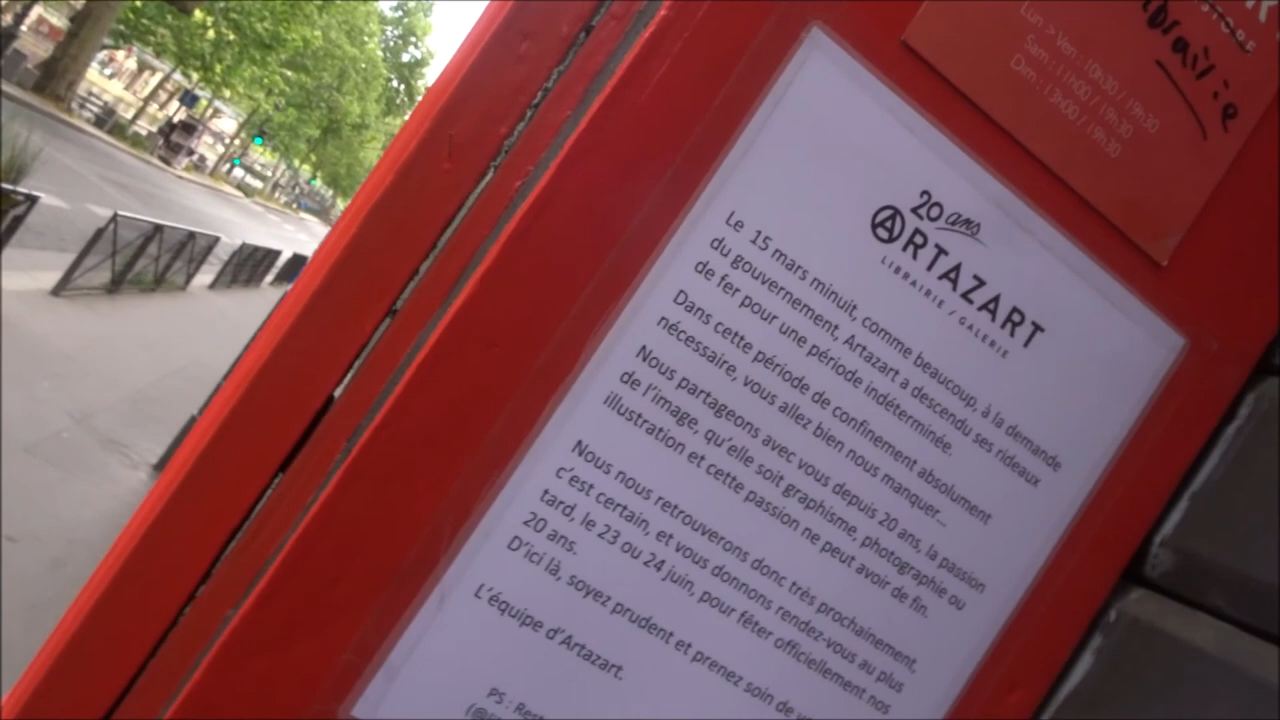 STORE
Librairie
Lun > Ven : 10h30 / 19h30
Sam : 11h00 / 19h30
Dim : 13h00 / 19h30
20 ans
ARTAZART
LIBRAIRIE / GALERIE
Le 15 mars minuit, comme beaucoup, à la demande
du gouvernement, Artazart a descendu ses rideaux
de fer pour une période indéterminée.
Dans cette période de confinement absolument
nécessaire, vous allez bien nous manquer...
Nous partageons avec vous depuis 20 ans, la passion
de l'image, qu'elle soit graphisme, photographie ou
illustration et cette passion ne peut avoir de fin.
Nous nous retrouverons donc très prochainement,
c'est certain, et vous donnons rendez-vous au plus
tard, le 23 ou 24 juin, pour fêter officiellement nos
20 ans.
D'ici là, soyez prudent et prenez soin de
L'équipe d'Artazart.
PS :